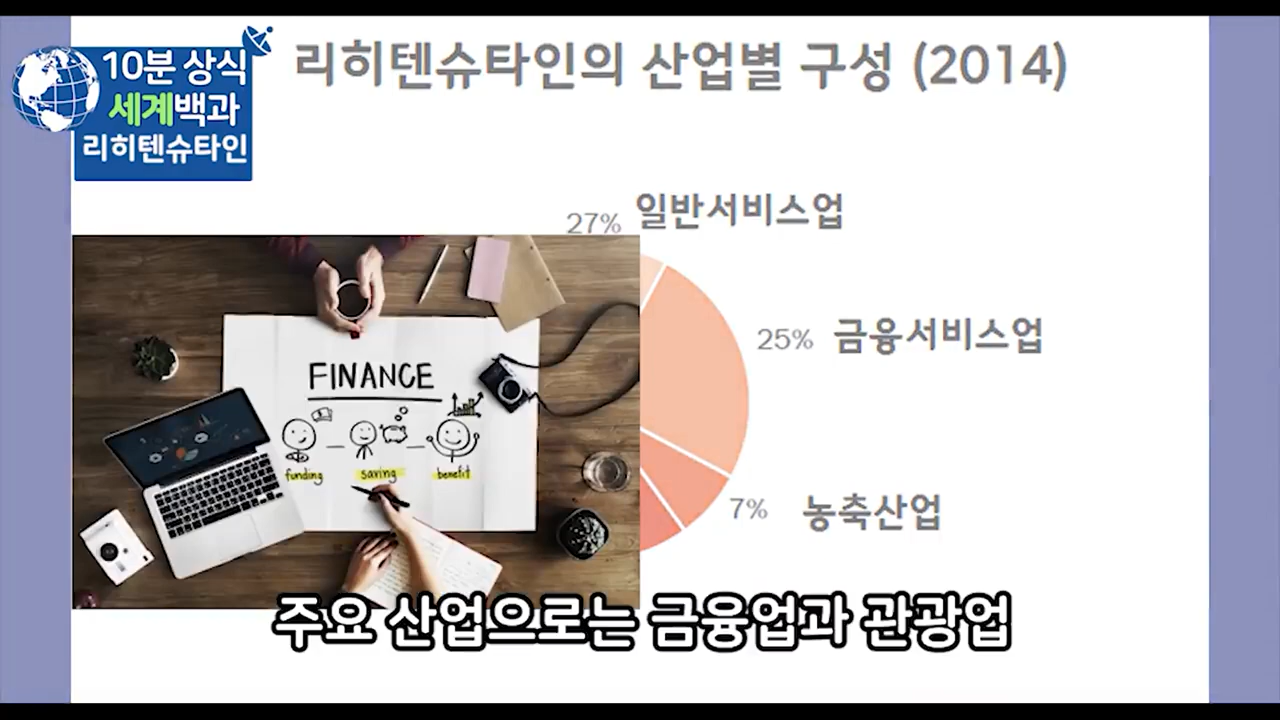 10분 상식
세계백과
리히텐슈타인
리히텐슈타인의 산업별 구성 (2014)
27% 일반서비스업
25% 금융서비스업
7% 농축산업
FINANCE
funding
saving
benefit
주요 산업으로는 금융업과 관광업